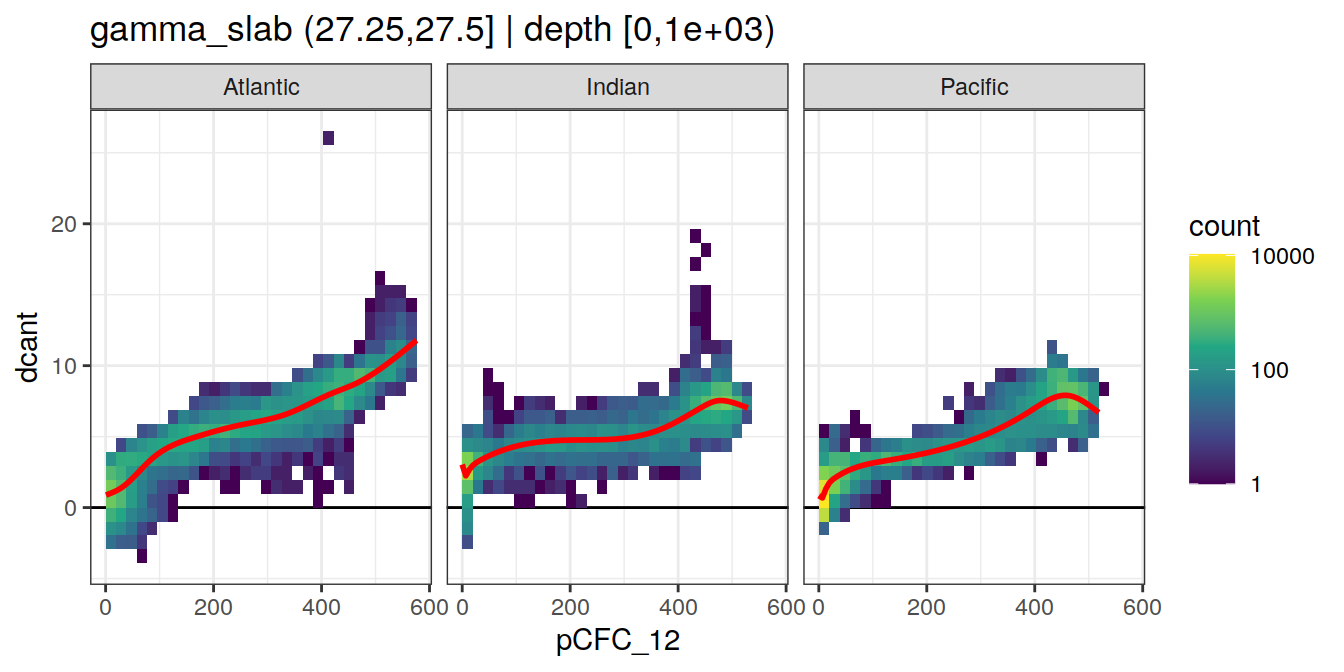 gamma_slab (27.25,27.5] | depth [0,1e+03)
Atlantic Indian Pacific
dcant
20
10
0
0 200 400 600 0 200 400 600 0 200 400 600
pCFC_12
count
10000
100
1